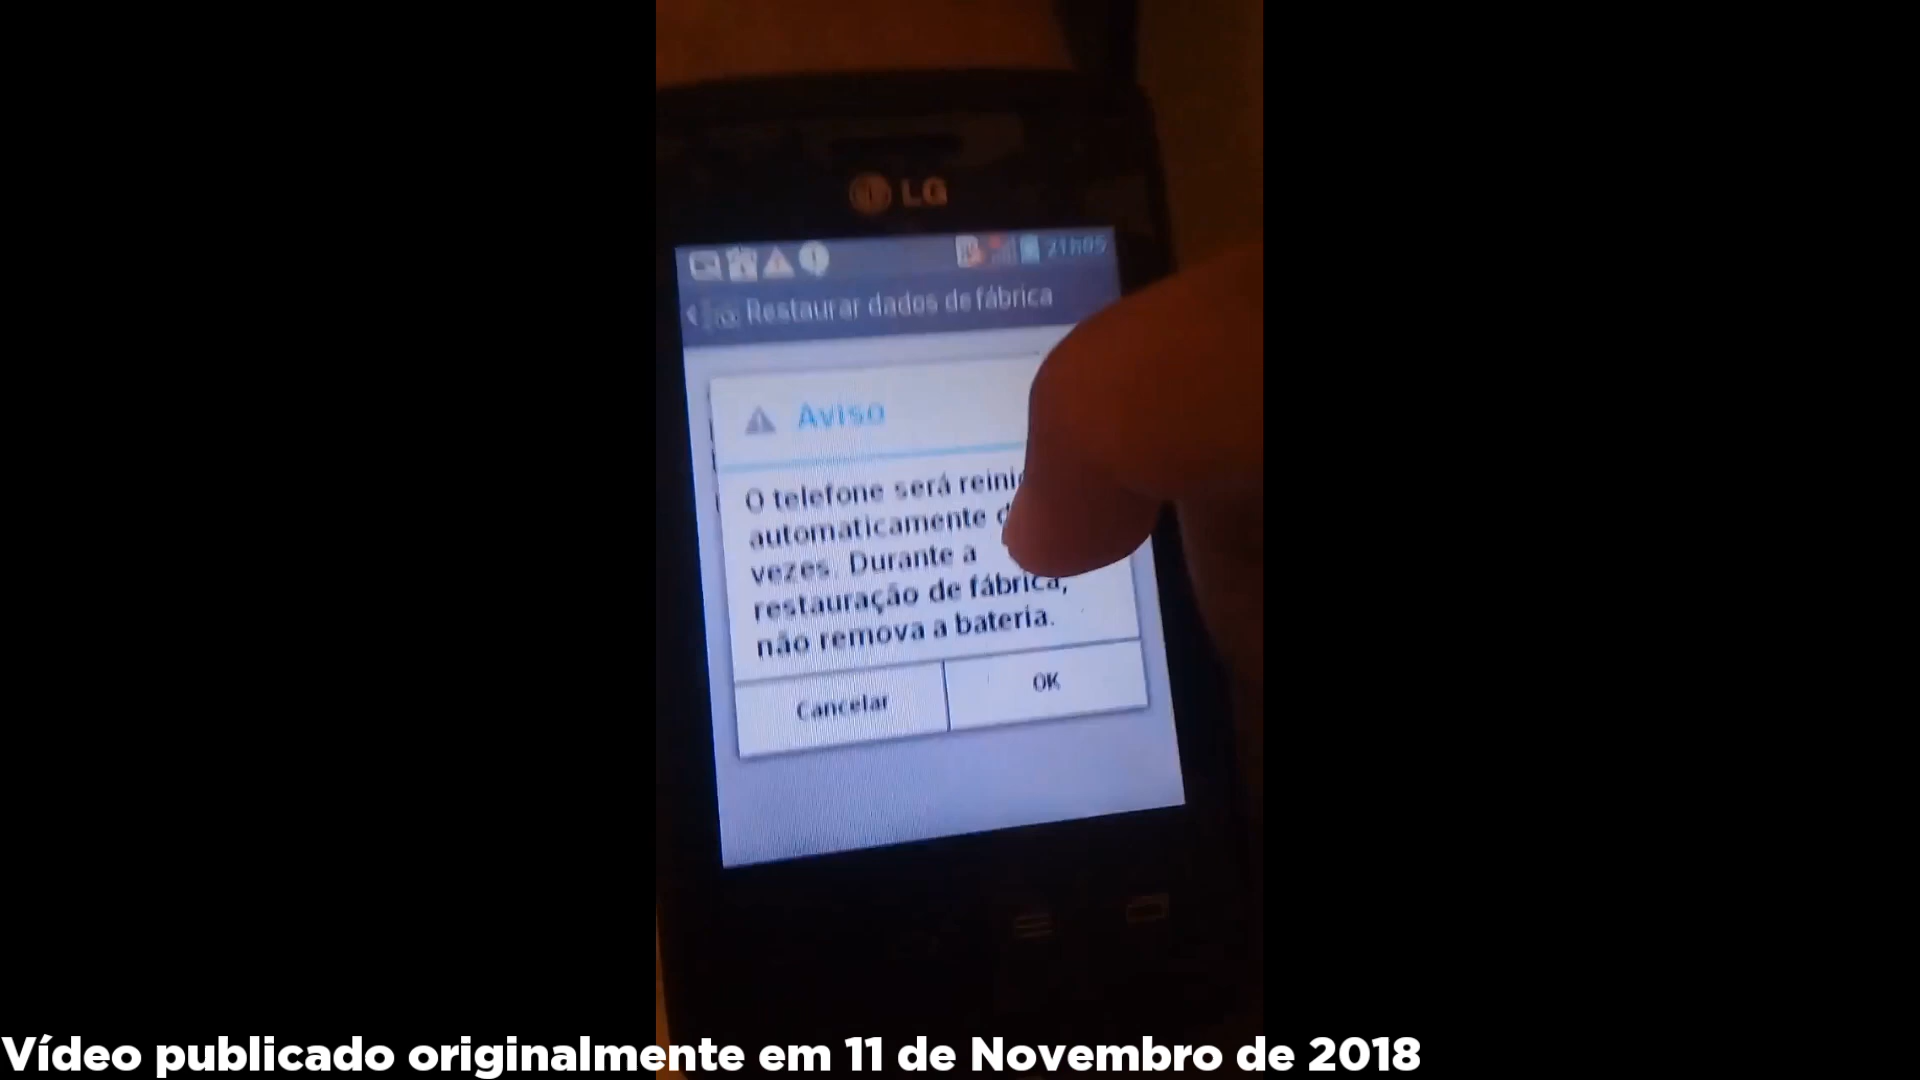 LG
21h05
Restaurar dados de fábrica
Aviso
O telefone será
automaticamente
vezes. Durante a
restauração de fábrica,
não remova a bateria.
Cancelar
OK
Vídeo publicado originalmente em 11 de Novembro de 2018